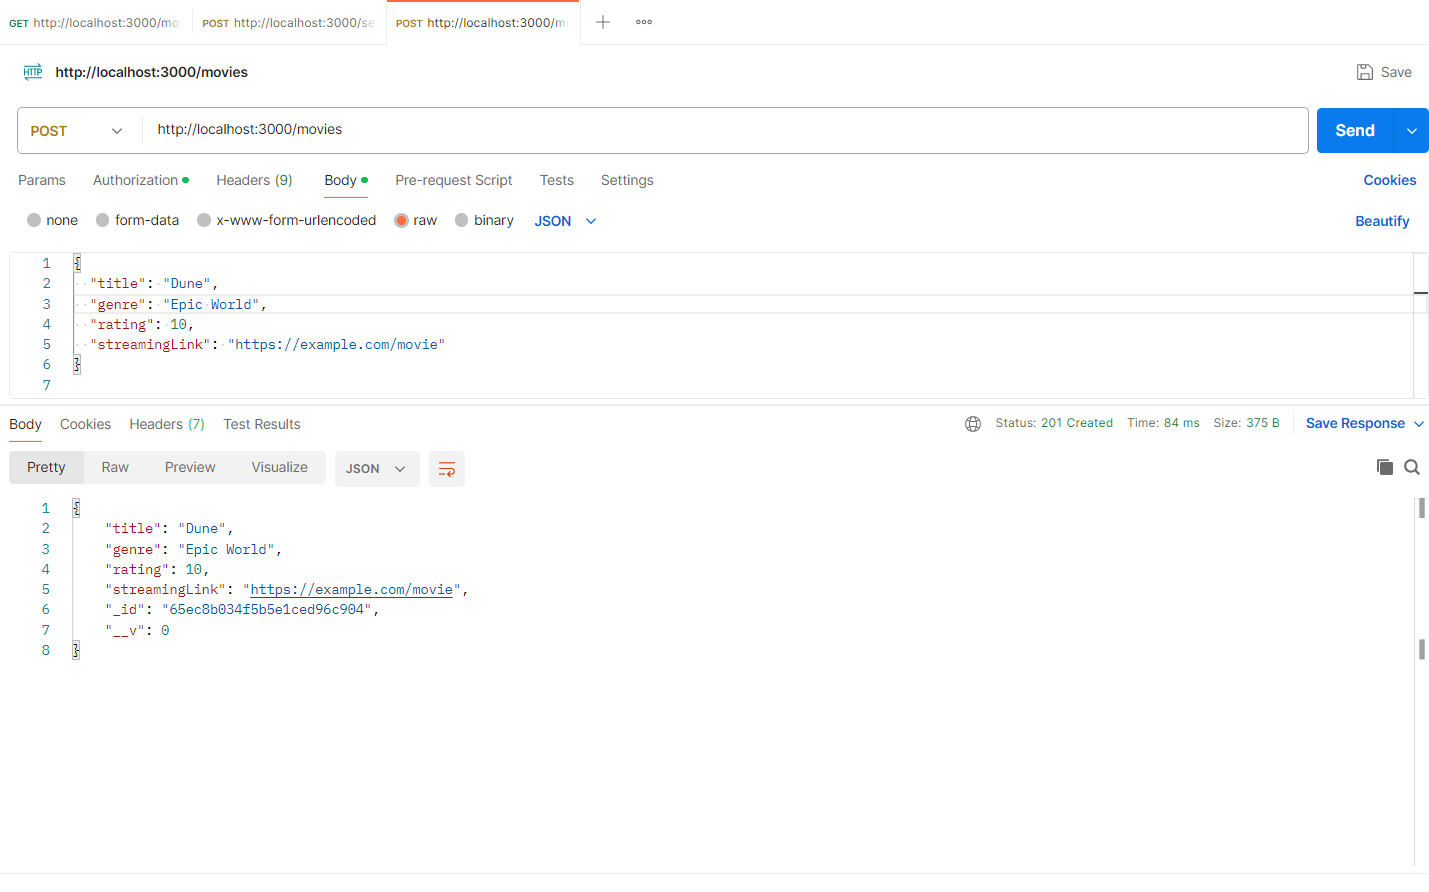 GET http://localhost:3000/mo POST http://localhost:3000/se POST http://localhost:3000/m
HTTP http://localhost:3000/movies Save
POST http://localhost:3000/movies Send
Params Authorization Headers (9) Body Pre-request Script Tests Settings Cookies
none form-data x-www-form-urlencoded raw binary JSON Beautify
1 {
2 "title": "Dune",
3 "genre": "Epic World",
4 "rating": 10,
5 "streamingLink": "https://example.com/movie"
6 }
7
Body Cookies Headers (7) Test Results Status: 201 Created Time: 84 ms Size: 375 B Save Response
Pretty Raw Preview Visualize JSON
1 {
2 "title": "Dune",
3 "genre": "Epic World",
4 "rating": 10,
5 "streamingLink": "https://example.com/movie",
6 "_id": "65ec8b034f5b5e1ced96c904",
7 "__v": 0
8 }